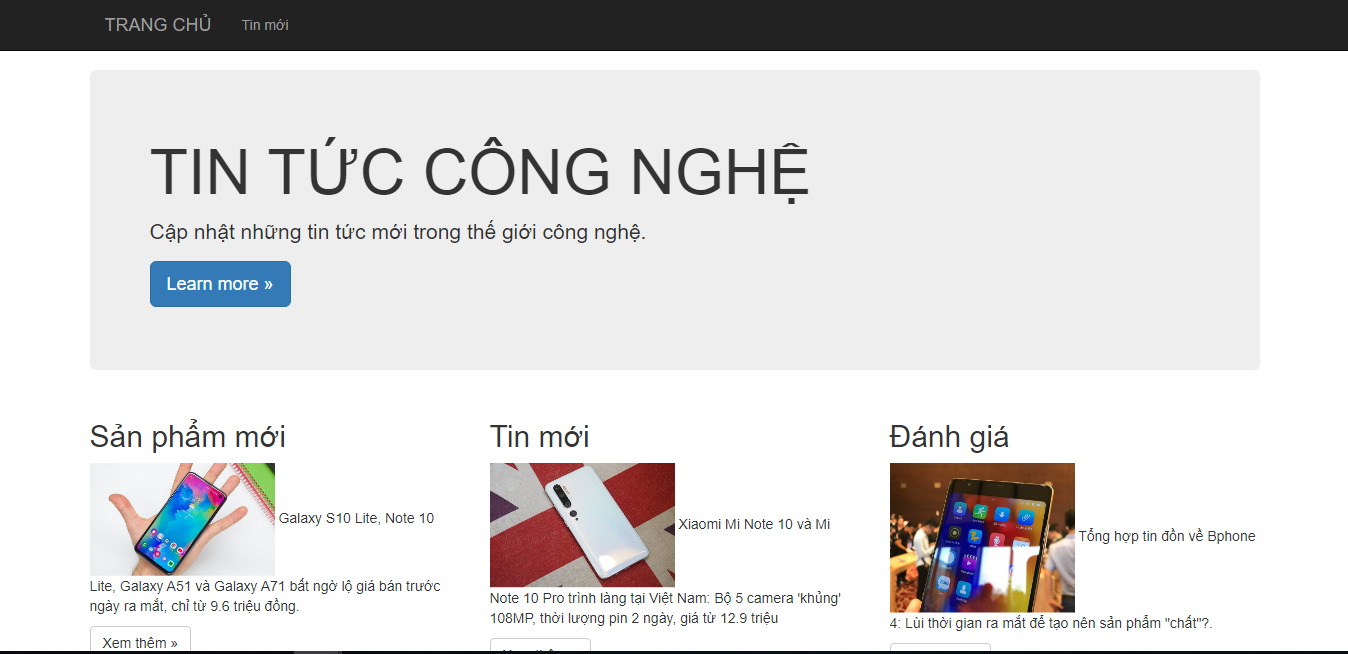 TRANG CHỦ Tin mới
TIN TỨC CÔNG NGHỆ
Cập nhật những tin tức mới trong thế giới công nghệ.
Learn more »
Sản phẩm mới
Galaxy S10 Lite, Note 10
Lite, Galaxy A51 và Galaxy A71 bất ngờ lộ giá bán trước
ngày ra mắt, chỉ từ 9.6 triệu đồng.
Xem thêm »
Tin mới
Xiaomi Mi Note 10 và Mi
Note 10 Pro trình làng tại Việt Nam: Bộ 5 camera 'khủng'
108MP, thời lượng pin 2 ngày, giá từ 12.9 triệu
Đánh giá
Tổng hợp tin đồn về Bphone
4: Lùi thời gian ra mắt để tạo nên sản phẩm "chất"?.